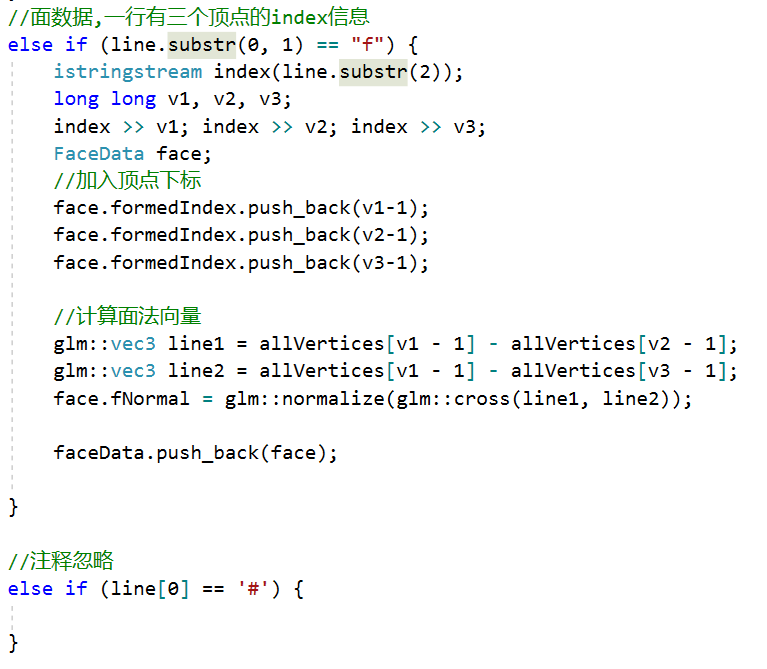 //面数据,一行有三个顶点的index信息
else if (line.substr(0, 1) == "f") {
    istringstream index(line.substr(2));
    long long v1, v2, v3;
    index >> v1; index >> v2; index >> v3;
    FaceData face;
    //加入顶点下标
    face.formedIndex.push_back(v1-1);
    face.formedIndex.push_back(v2-1);
    face.formedIndex.push_back(v3-1);

    //计算面法向量
    glm::vec3 line1 = allVertices[v1 - 1] - allVertices[v2 - 1];
    glm::vec3 line2 = allVertices[v1 - 1] - allVertices[v3 - 1];
    face.fNormal = glm::normalize(glm::cross(line1, line2));

    faceData.push_back(face);

}

//注释忽略
else if (line[0] == '#') {

}